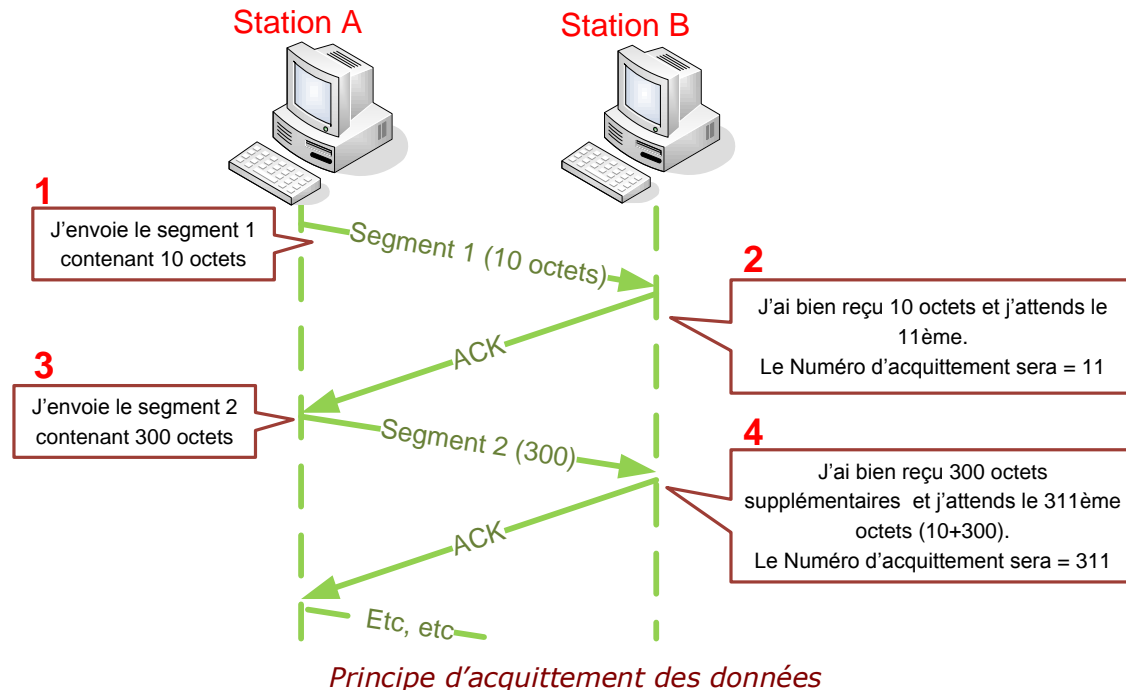 Station A
Station B
1
J'envoie le segment 1
contenant 10 octets
Segment 1 (10 octets)
2
J'ai bien reçu 10 octets et j'attends le
11ème.
Le Numéro d'acquittement sera = 11
ACK
3
J'envoie le segment 2
contenant 300 octets
Segment 2 (300)
4
J'ai bien reçu 300 octets
supplémentaires et j'attends le 311ème
octets (10+300).
Le Numéro d'acquittement sera = 311
ACK
Etc, etc
Principe d'acquittement des données